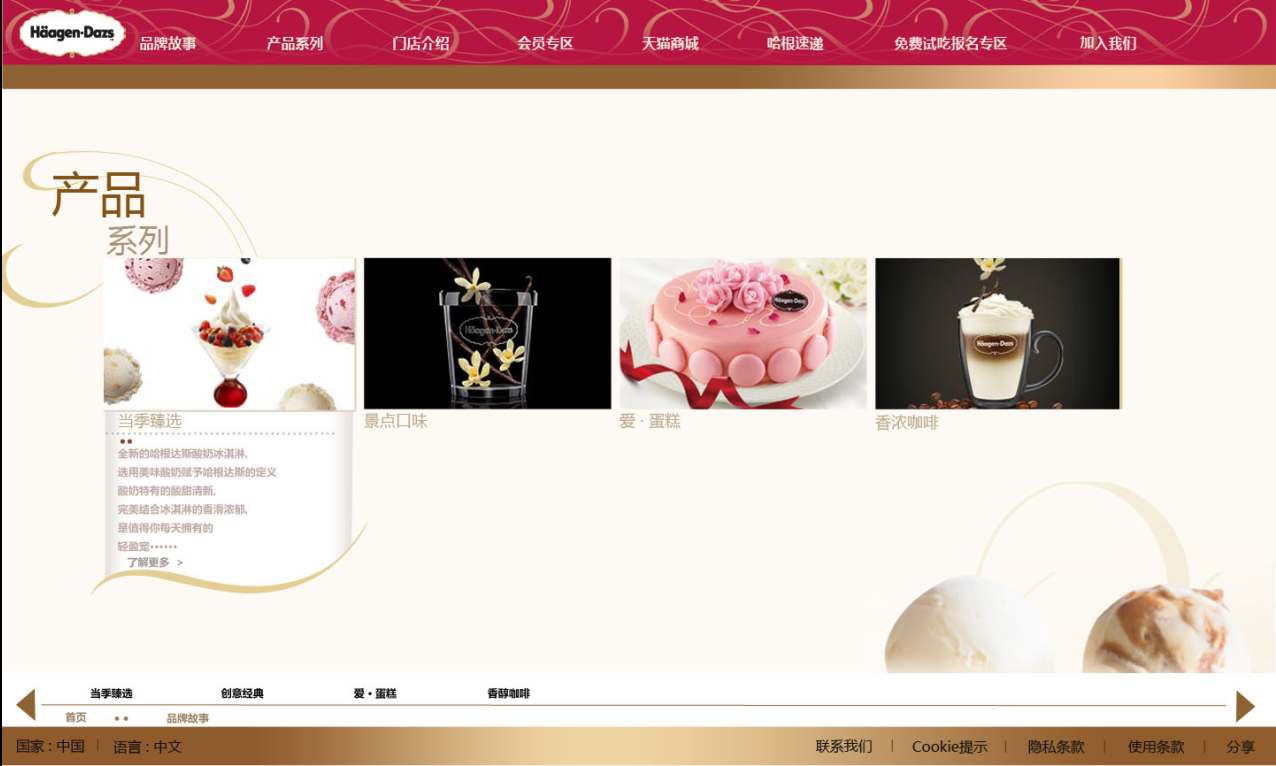 Häagen-Dazs
品牌故事 产品系列 门店介绍 会员专区 天猫商城 哈根速递 免费试吃报名专区 加入我们
产品
系列
Häagen-Dazs
Häagen-Dazs
Häagen-Dazs
当季臻选 景点口味 爱·蛋糕 香浓咖啡
全新的哈根达斯酸奶冰淇淋,
选用美味酸奶赋予哈根达斯的定义
酸奶特有的酸甜清新,
完美结合冰淇淋的香滑浓郁,
是值得你每天拥有的
轻盈宠……
了解更多 >
当季臻选 创意经典 爱·蛋糕 香醇咖啡
首页 品牌故事
国家 : 中国 | 语言 : 中文 联系我们 | Cookie提示 | 隐私条款 | 使用条款 | 分享